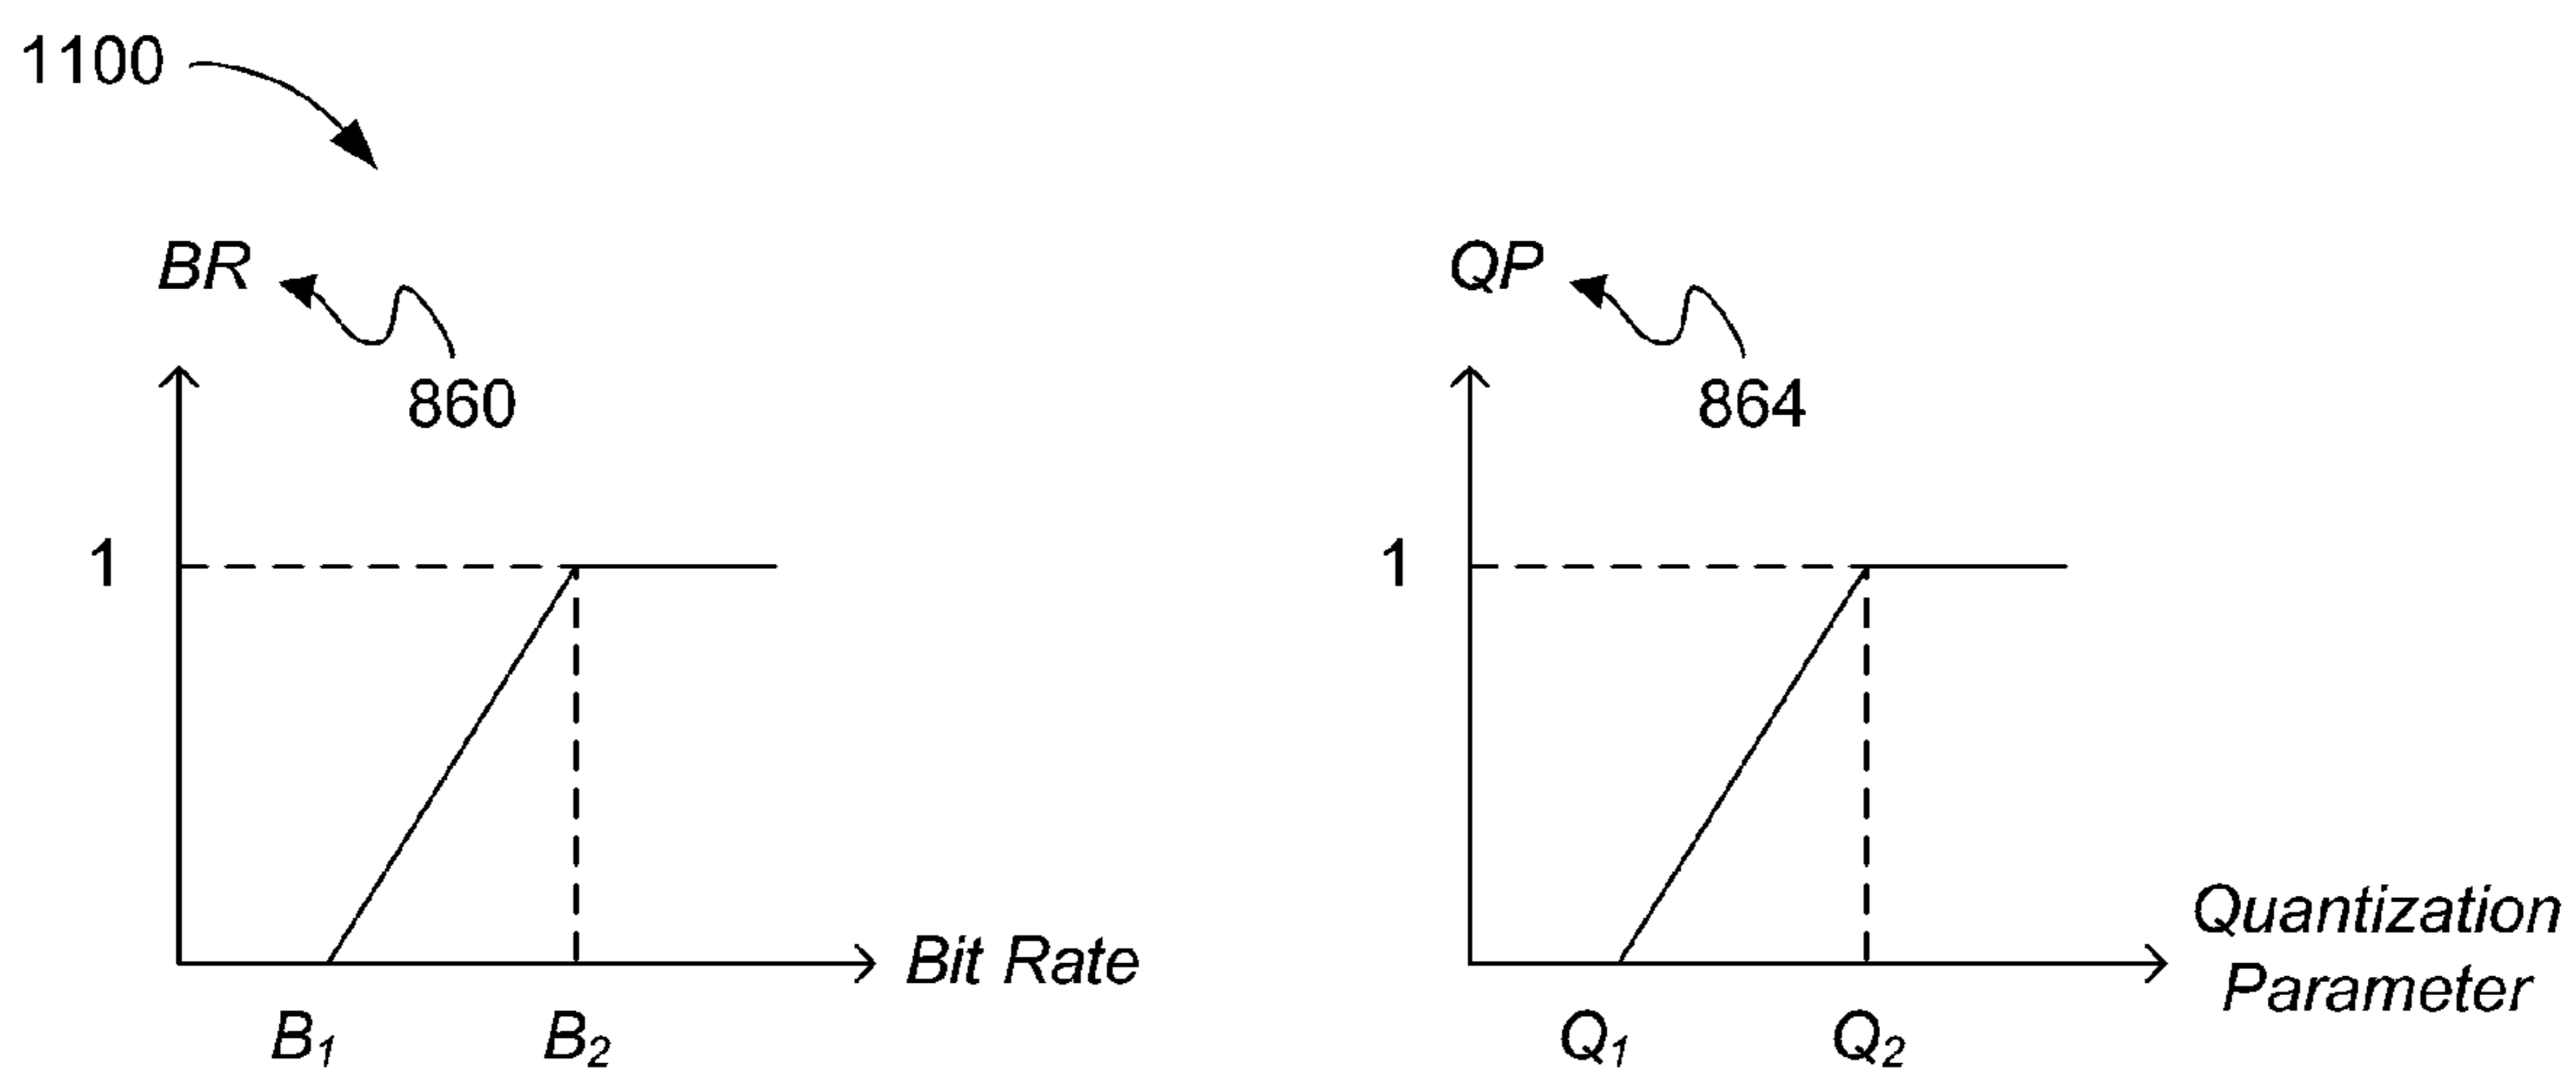 1100
BR
860
1
B1
B2
Bit Rate
QP
864
1
Q1
Q2
Quantization
Parameter